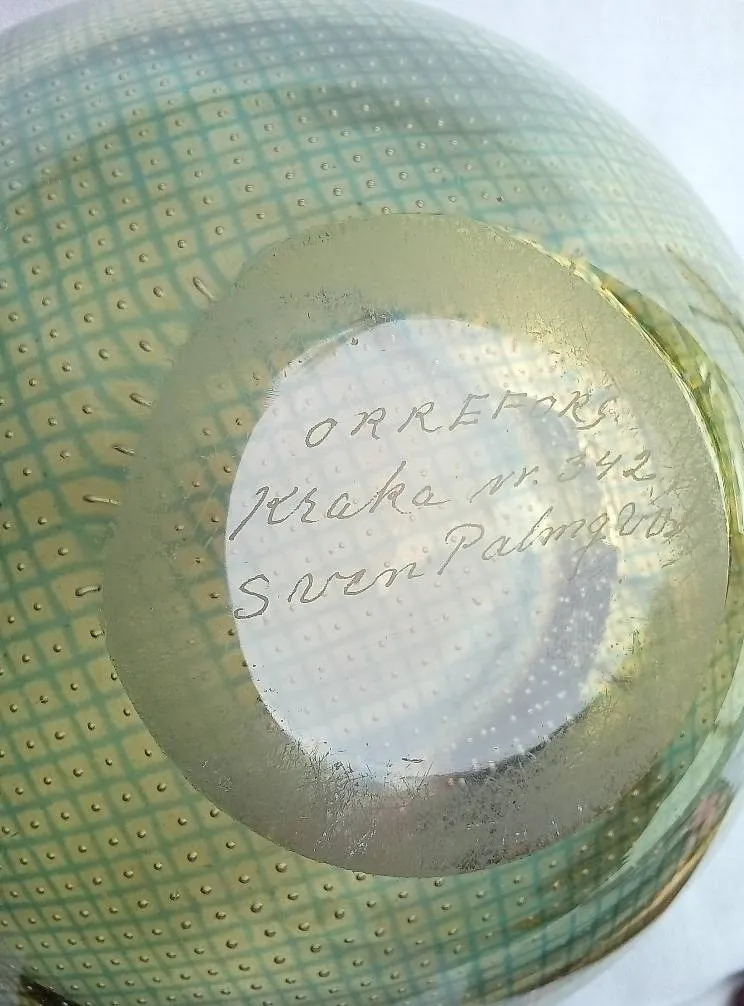 ORREFORS
Kraka nr. 342
Sven Palmqvist